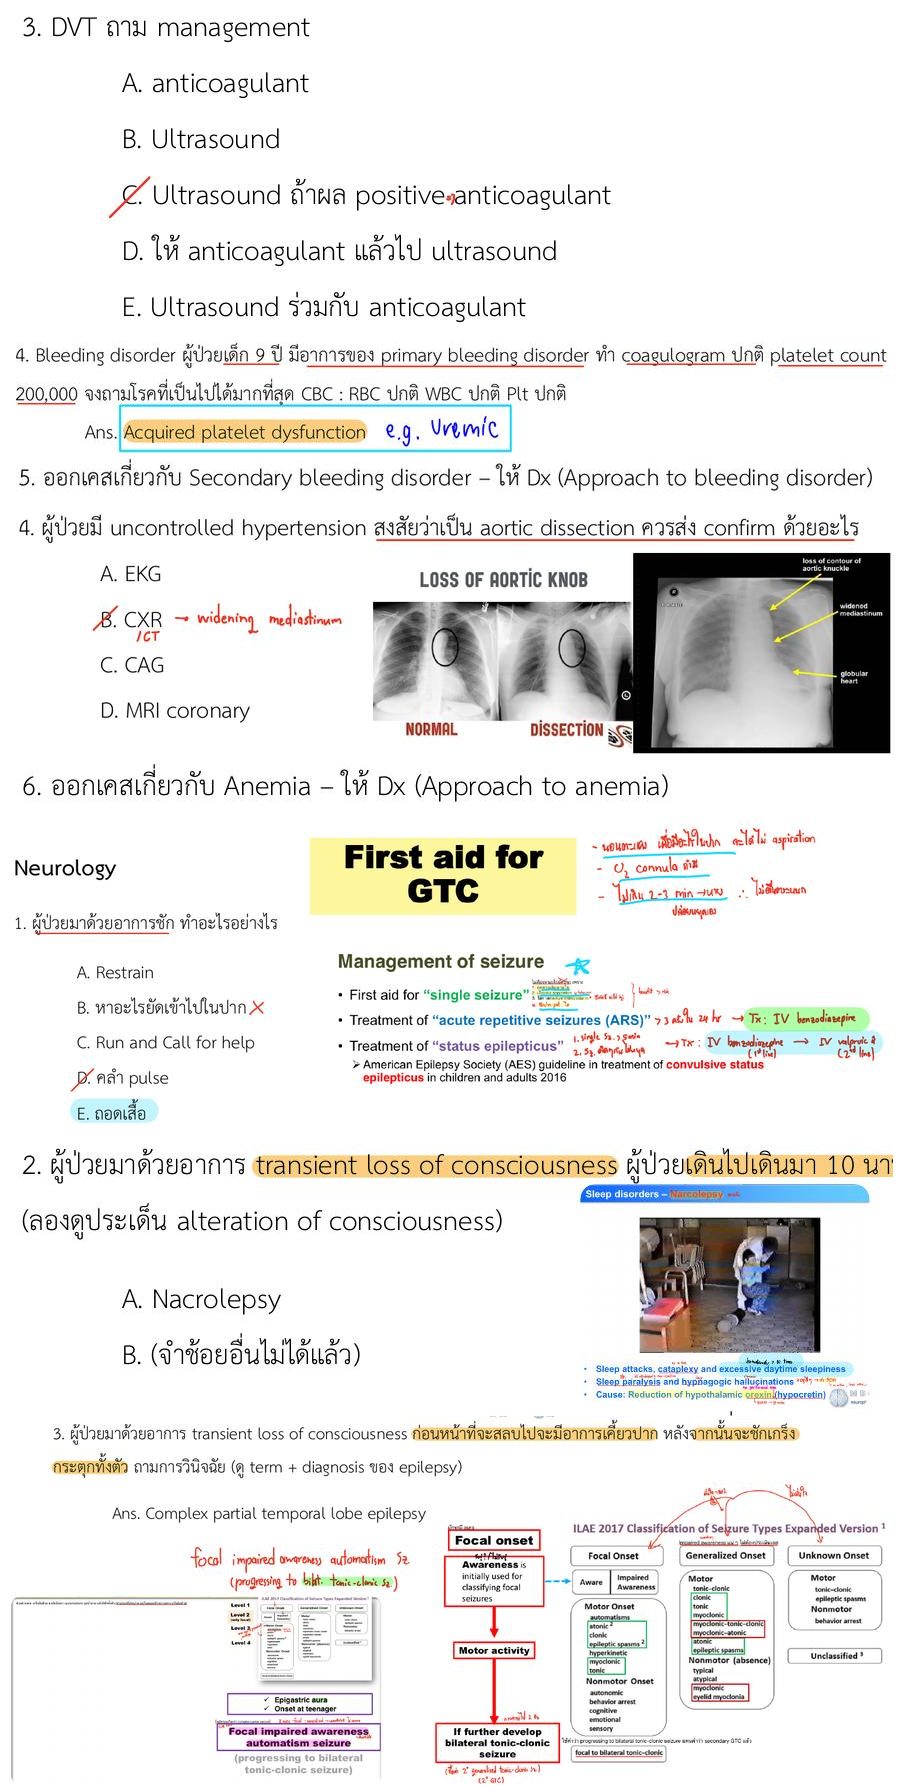 3. DVT ถาม management
A. anticoagulant
B. Ultrasound
C. Ultrasound ถ้าผล positive anticoagulant
D. ให้ anticoagulant แล้วไป ultrasound
E. Ultrasound ร่วมกับ anticoagulant
4. Bleeding disorder ผู้ป่วยเด็ก 9 ปี มีอาการของ primary bleeding disorder ทำ coagulogram ปกติ platelet count
200,000 จงถามโรคที่เป็นไปได้มากที่สุด CBC : RBC ปกติ WBC ปกติ Plt ปกติ
Ans. Acquired platelet dysfunction e.g. Uremic
5. ออกเคสเกี่ยวกับ Secondary bleeding disorder – ให้ Dx (Approach to bleeding disorder)
4. ผู้ป่วยมี uncontrolled hypertension สงสัยว่าเป็น aortic dissection ควรส่ง confirm ด้วยอะไร
A. EKG
B. CXR → widening mediastinum
/CT
C. CAG
D. MRI coronary
LOSS OF AORTIC KNOB
NORMAL
DISSECTION
loss of contour of
aortic knuckle
widened
mediastinum
globular
heart
6. ออกเคสเกี่ยวกับ Anemia – ให้ Dx (Approach to anemia)
Neurology
First aid for
GTC
1. ผู้ป่วยมาด้วยอาการชัก ทำอะไรอย่างไร
A. Restrain
B. หาอะไรยัดเข้าไปในปาก
C. Run and Call for help
D. คลำ pulse
E. ถอดเสื้อ
Management of seizure
• First aid for “single seizure”
• Treatment of “acute repetitive seizures (ARS)” → Tx : IV benzodiazepine
• Treatment of “status epilepticus” → Tx : IV benzodiazepine → IV valproic
(1st line) (2nd line)
➢ American Epilepsy Society (AES) guideline in treatment of convulsive status
epilepticus in children and adults 2016
2. ผู้ป่วยมาด้วยอาการ transient loss of consciousness ผู้ป่วยเดินไปเดินมา 10 นา
(ลองดูประเด็น alteration of consciousness)
A. Nacrolepsy
B. (จำช้อยอื่นไม่ได้แล้ว)
Sleep disorders – Narcolepsy
• Sleep attacks, cataplexy and excessive daytime sleepiness
• Sleep paralysis and hypnagogic hallucinations
• Cause: Reduction of hypothalamic orexin (hypocretin)
3. ผู้ป่วยมาด้วยอาการ transient loss of consciousness ก่อนหน้าที่จะสลบไปจะมีอาการเคี้ยวปาก หลังจากนั้นจะชักเกร็ง
กระตุกทั้งตัว ถามการวินิจฉัย (ดู term + diagnosis ของ epilepsy)
Ans. Complex partial temporal lobe epilepsy
focal impaired awareness automatism Sz
(progressing to bilat. tonic-clonic Sz.)
Level 1
Level 2
Level 3
Level 4
✓ Epigastric aura
✓ Onset at teenager
Focal impaired awareness
automatism seizure
(progressing to bilateral
tonic-clonic seizure)
Focal onset
Awareness is
initially used for
classifying focal
seizures
Motor activity
If further develop
bilateral tonic-clonic
seizure
(2° GTC)
ILAE 2017 Classification of Seizure Types Expanded Version 1
Focal Onset
Aware
Impaired
Awareness
Motor Onset
automatisms
atonic 2
clonic
epileptic spasms 2
hyperkinetic
myoclonic
tonic
Nonmotor Onset
autonomic
behavior arrest
cognitive
emotional
sensory
focal to bilateral tonic-clonic
Generalized Onset
Motor
tonic-clonic
clonic
tonic
myoclonic
myoclonic-tonic-clonic
myoclonic-atonic
atonic
epileptic spasms
Nonmotor (absence)
typical
atypical
myoclonic
eyelid myoclonia
Unknown Onset
Motor
tonic-clonic
epileptic spasms
Nonmotor
behavior arrest
Unclassified 3